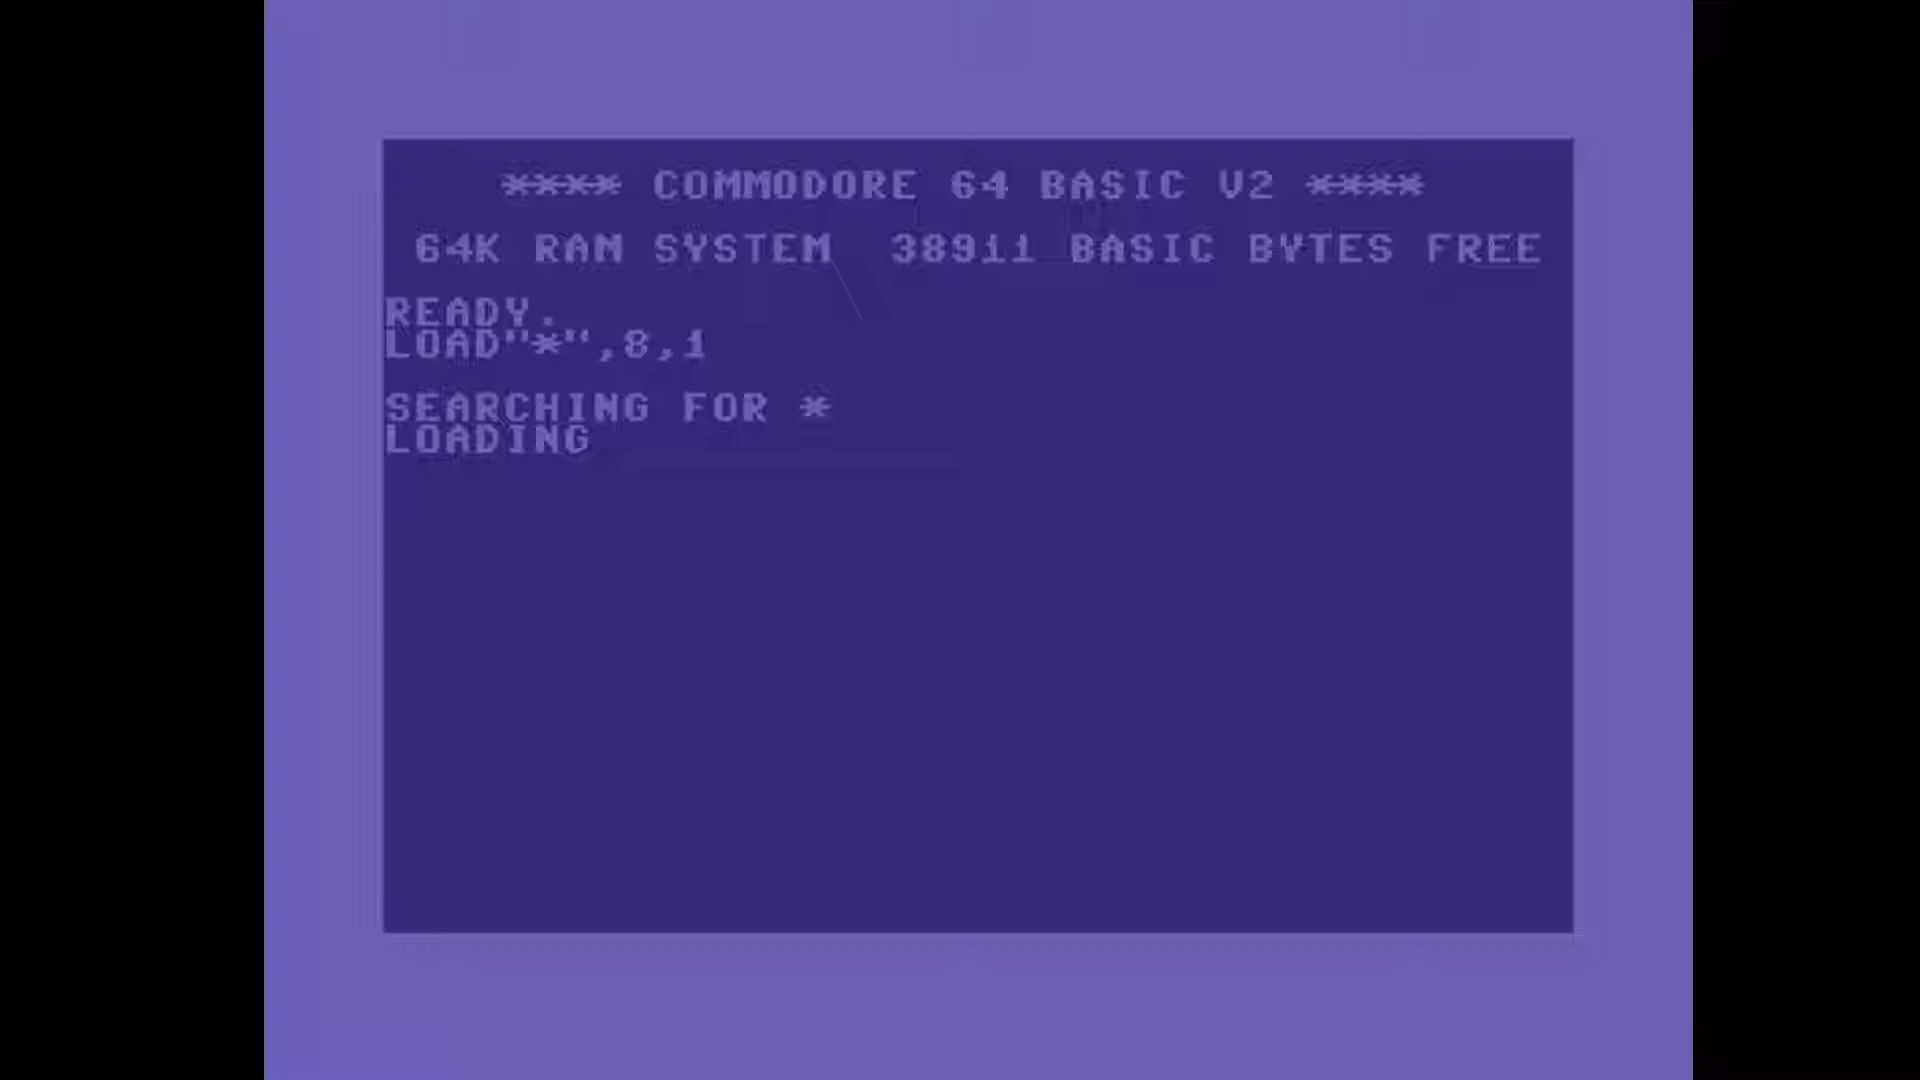 **** COMMODORE 64 BASIC V2 ****
64K RAM SYSTEM  38911 BASIC BYTES FREE
READY.
LOAD"*",8,1
SEARCHING FOR *
LOADING